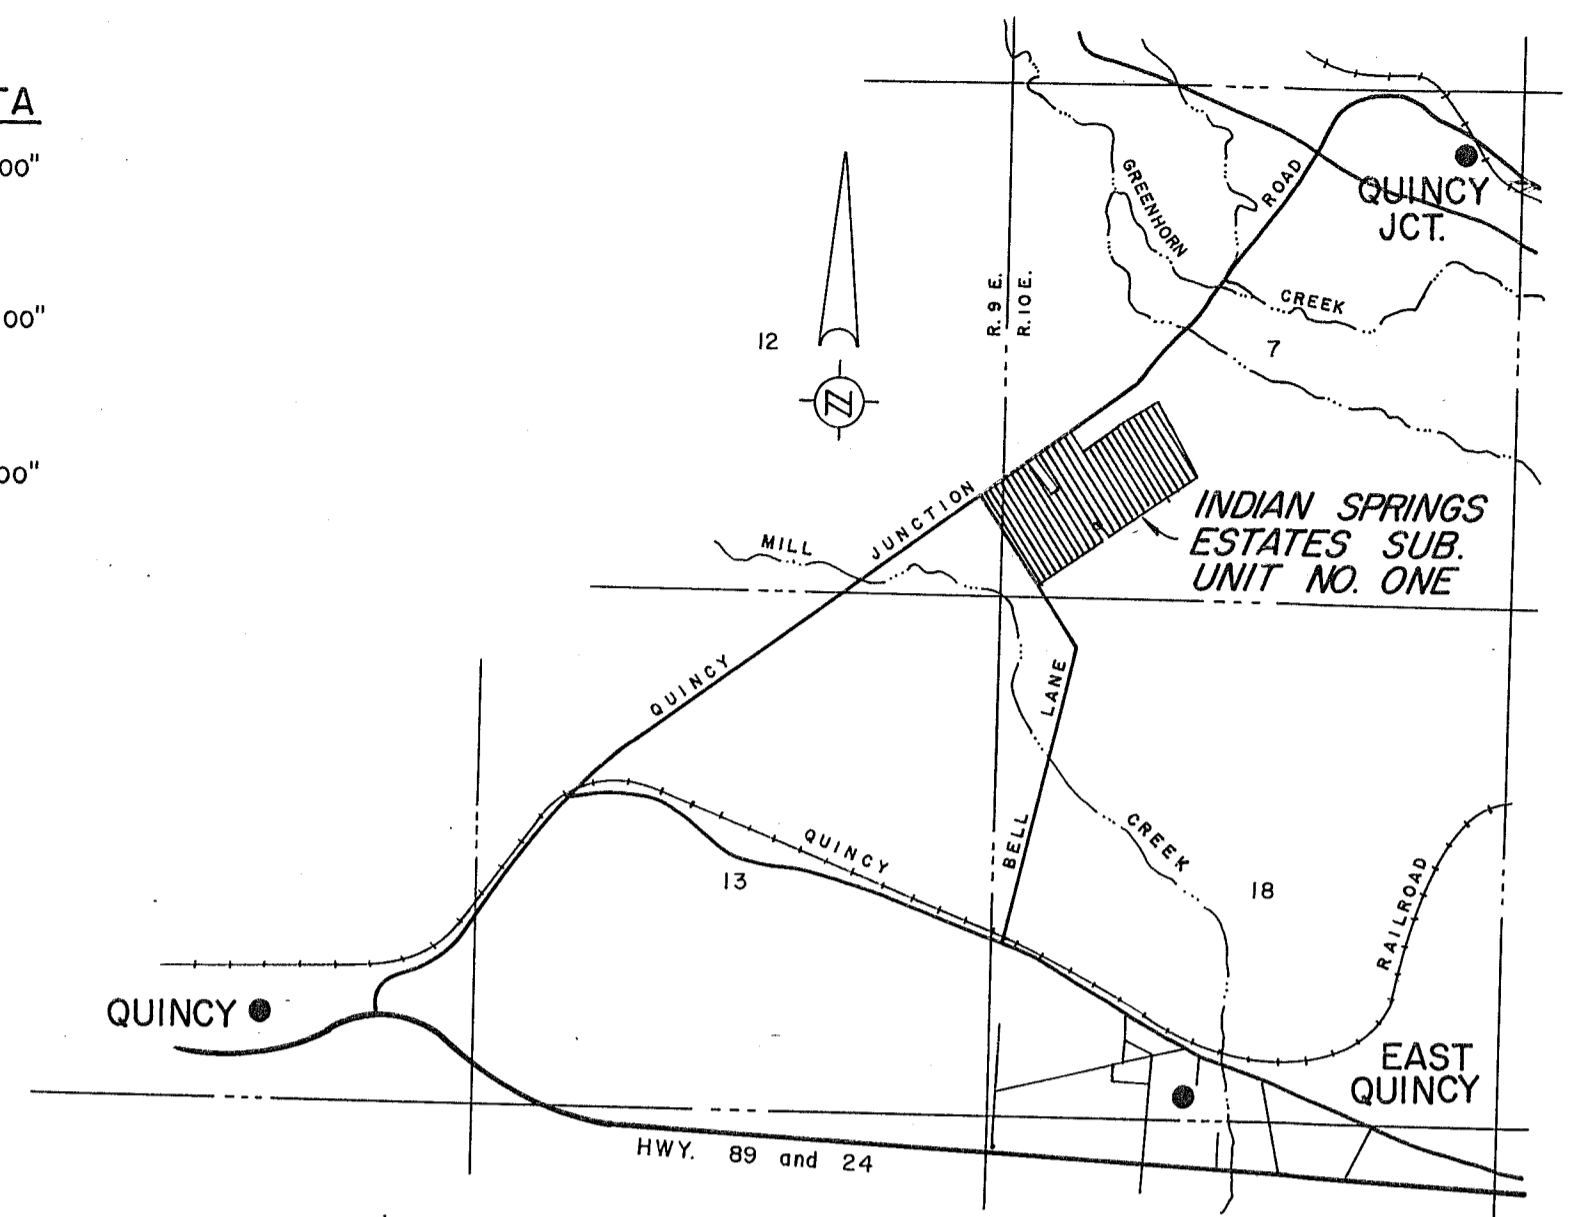 TA
00"
00"
00"
GREENHORN
ROAD
QUINCY
JCT.
R. 9 E.
R. 10 E.
CREEK
12
7
N
INDIAN SPRINGS
ESTATES SUB.
UNIT NO. ONE
JUNCTION
MILL
QUINCY
LANE
BELL
QUINCY
CREEK
13
18
RAILROAD
QUINCY
EAST
QUINCY
HWY. 89 and 24